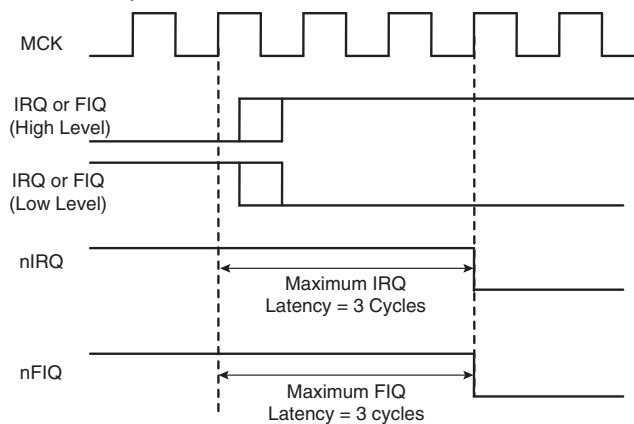 MCK
IRQ or FIQ
(High Level)
IRQ or FIQ
(Low Level)
nIRQ
Maximum IRQ
Latency = 3 Cycles
nFIQ
Maximum FIQ
Latency = 3 cycles